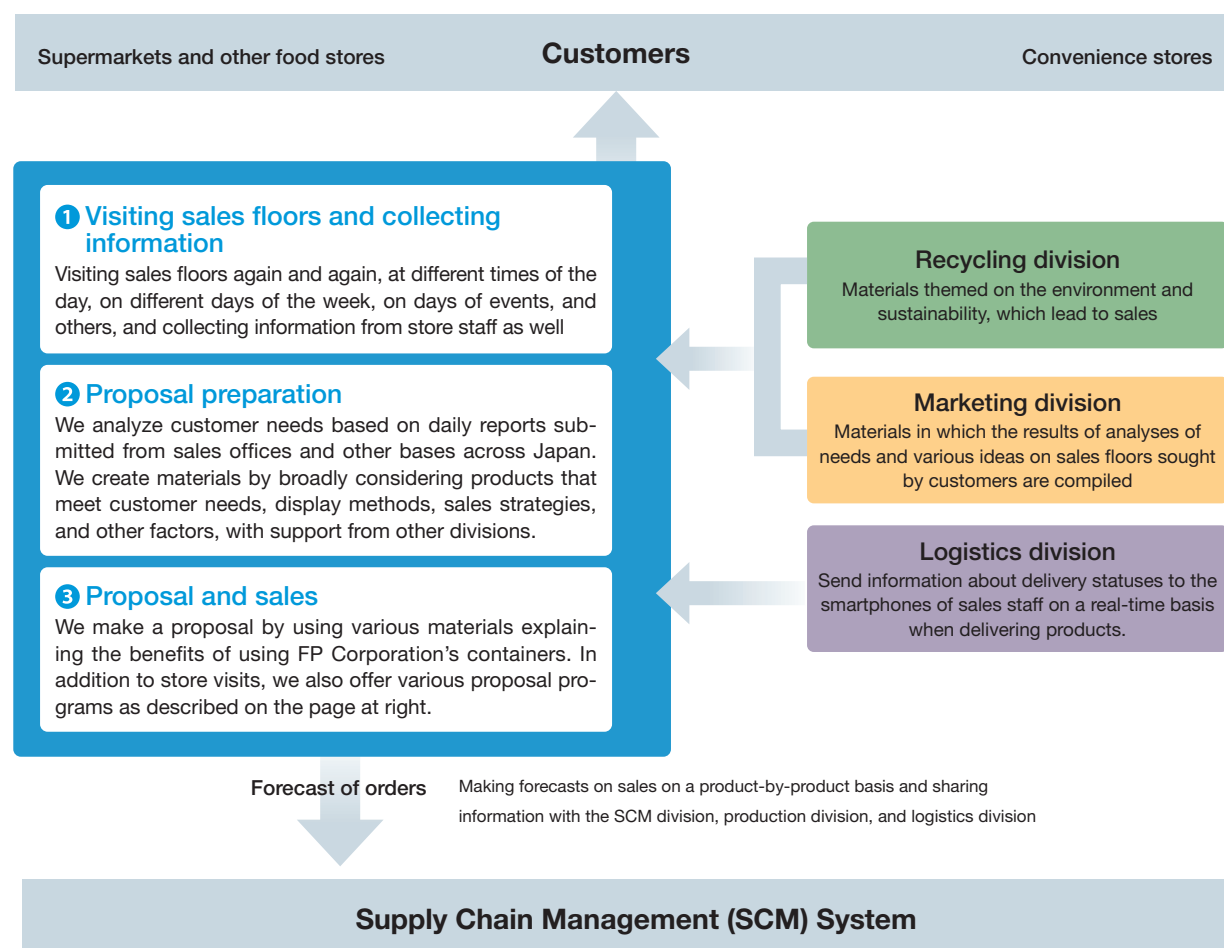 Supermarkets and other food stores
Customers
Convenience stores
1 Visiting sales floors and collecting
information
Visiting sales floors again and again, at different times of the
day, on different days of the week, on days of events, and
others, and collecting information from store staff as well
2 Proposal preparation
We analyze customer needs based on daily reports sub-
mitted from sales offices and other bases across Japan.
We create materials by broadly considering products that
meet customer needs, display methods, sales strategies,
and other factors, with support from other divisions.
3 Proposal and sales
We make a proposal by using various materials explain-
ing the benefits of using FP Corporation's containers. In
addition to store visits, we also offer various proposal pro-
grams as described on the page at right.
Recycling division
Materials themed on the environment and
sustainability, which lead to sales
Marketing division
Materials in which the results of analyses of
needs and various ideas on sales floors sought
by customers are compiled
Logistics division
Send information about delivery statuses to the
smartphones of sales staff on a real-time basis
when delivering products.
Forecast of orders
Making forecasts on sales on a product-by-product basis and sharing
information with the SCM division, production division, and logistics division
Supply Chain Management (SCM) System